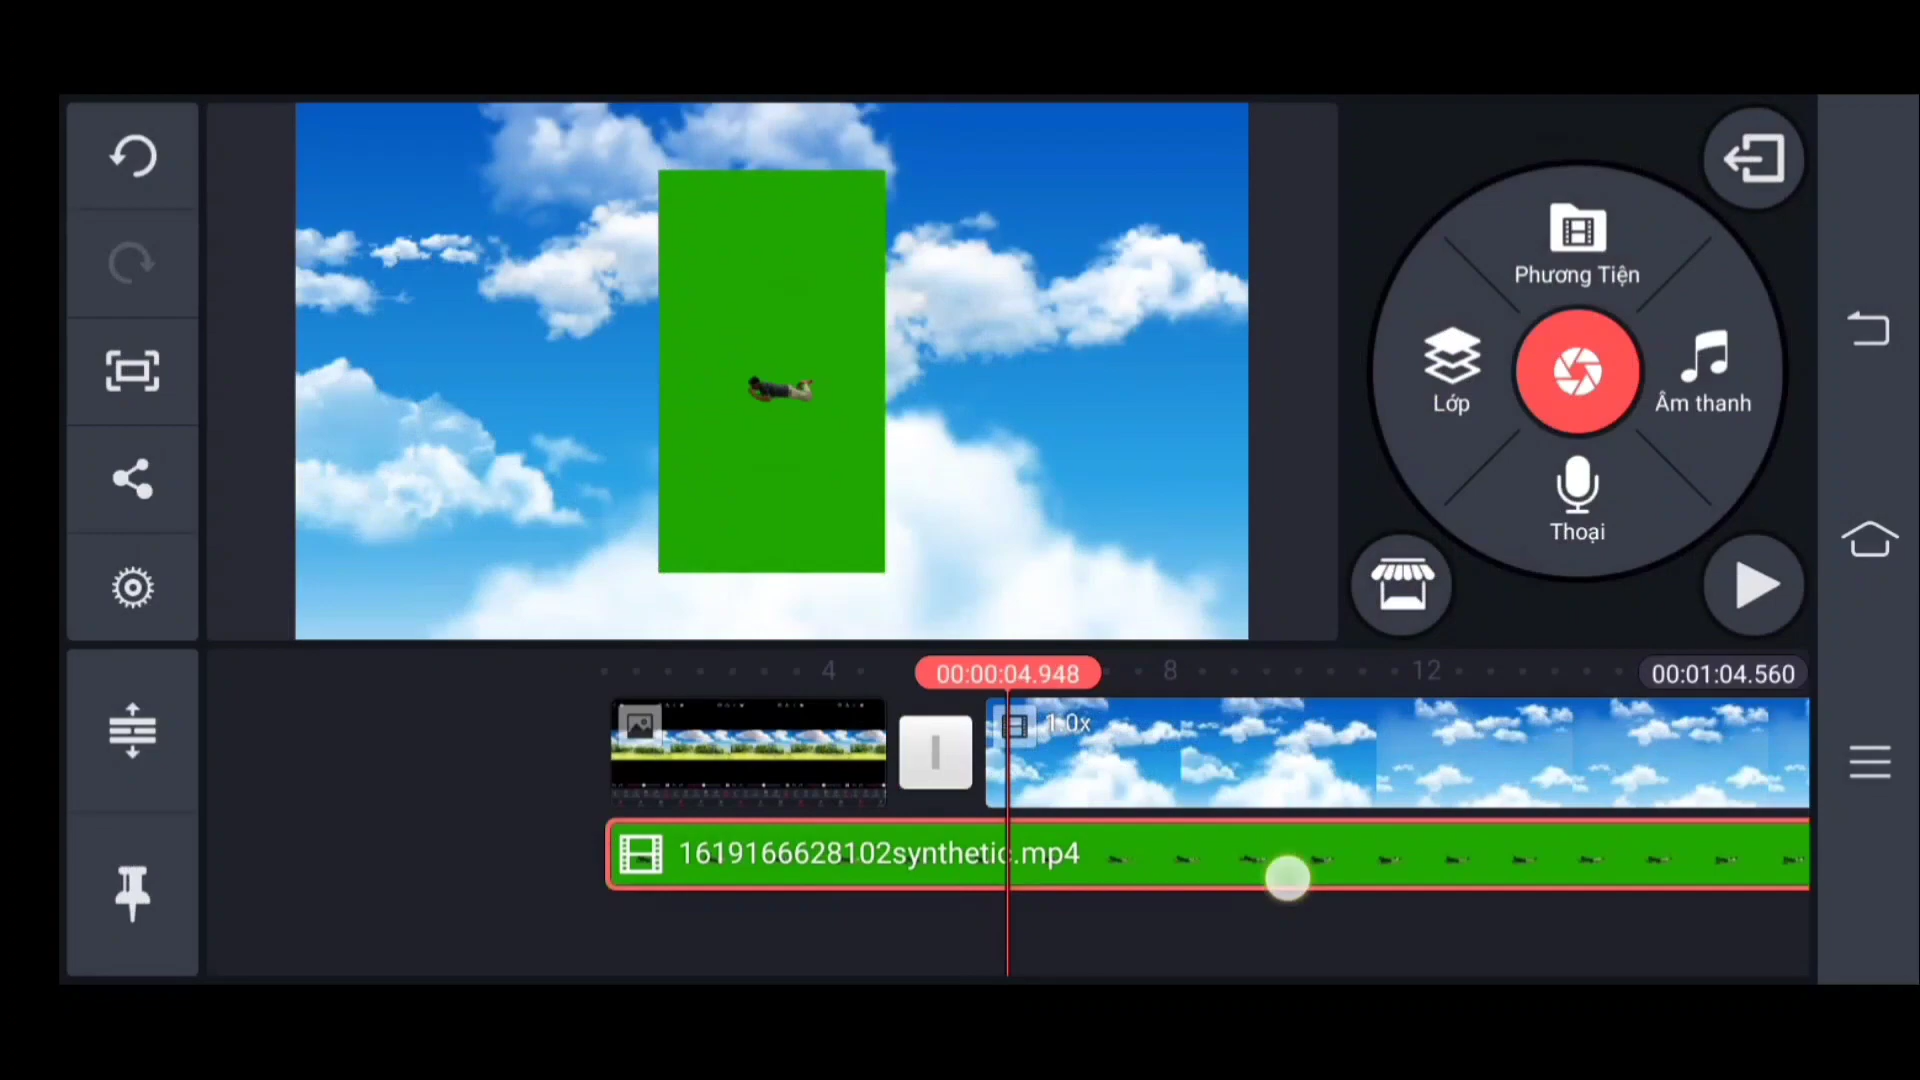 Phương Tiện
Lớp
Âm thanh
Thoại
4
00:00:04.948
8
12
00:01:04.560
1.0x
1619166628102synthetic.mp4